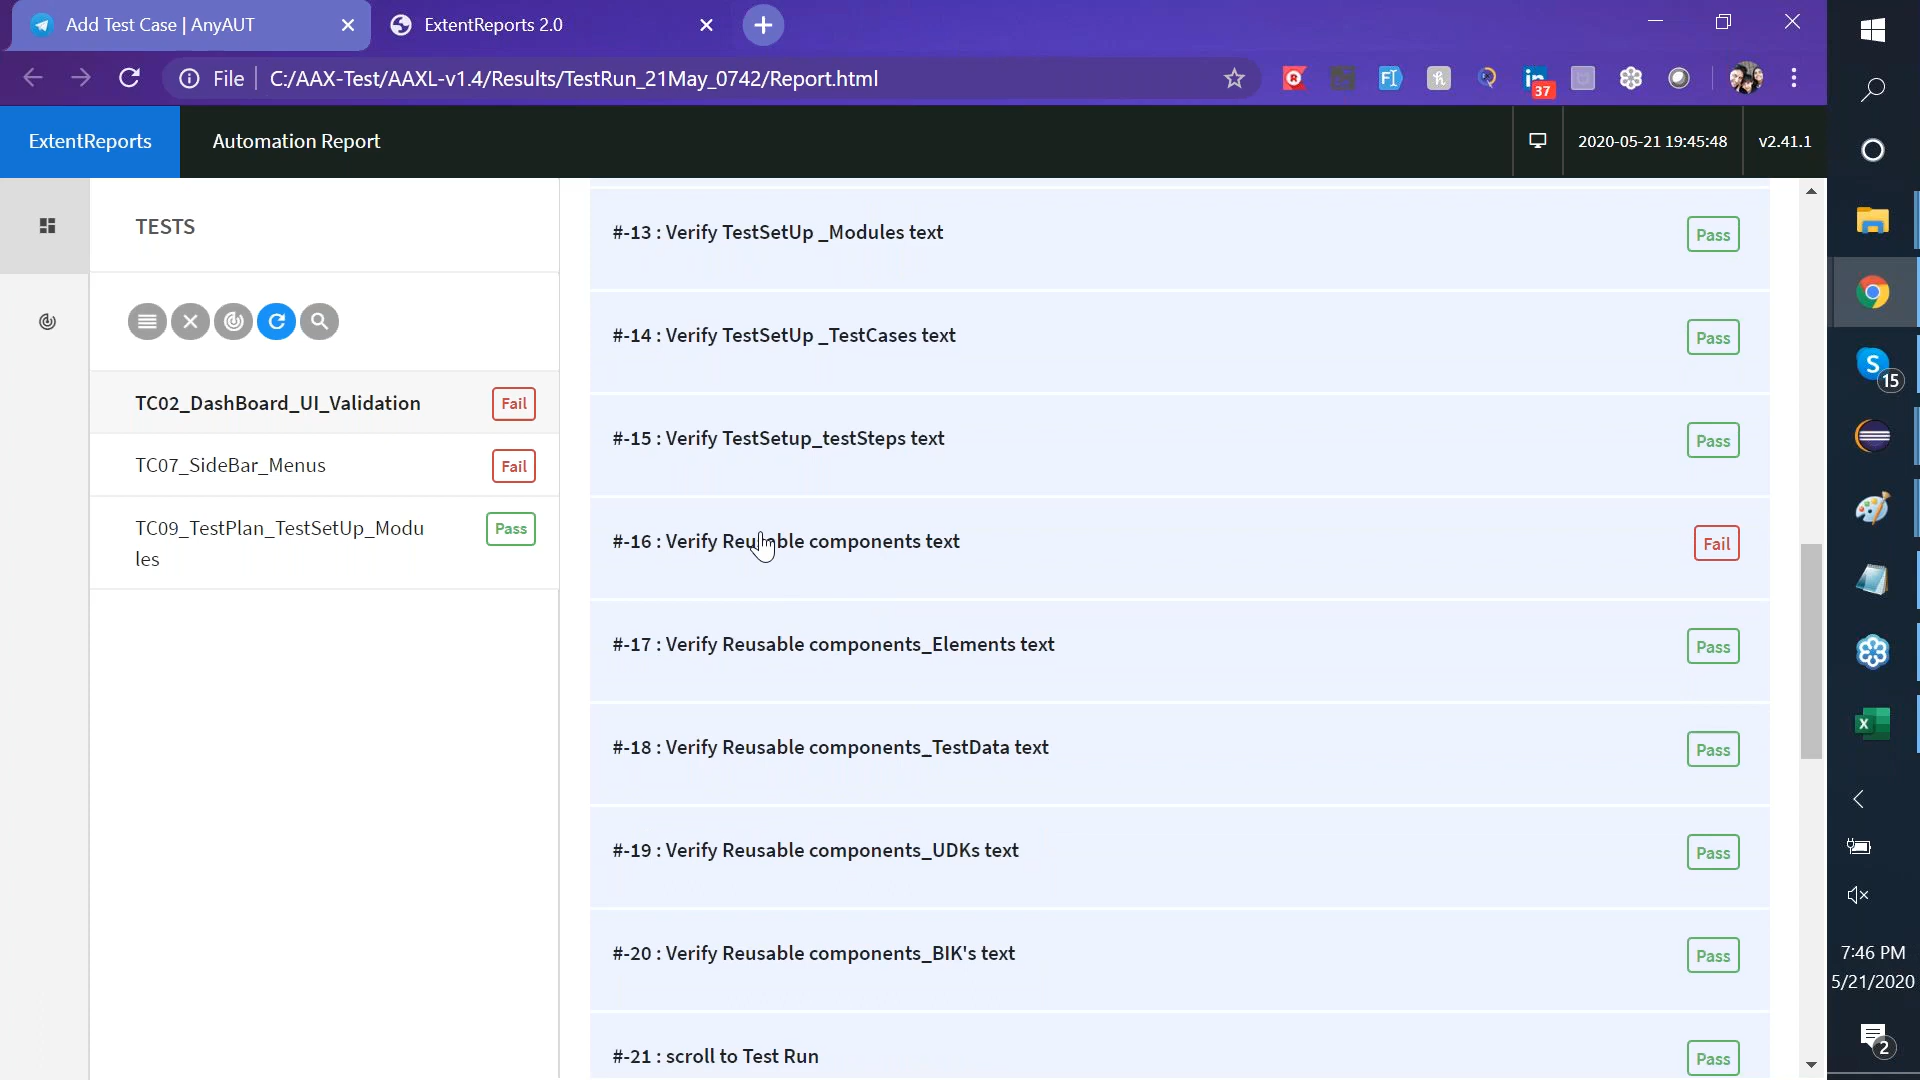 Add Test Case | AnyAUT
ExtentReports 2.0
File
C:/AAX-Test/AAXL-v1.4/Results/TestRun_21May_0742/Report.html
37
ExtentReports
Automation Report
2020-05-21 19:45:48
v2.41.1
TESTS
TC02_DashBoard_UI_Validation Fail
TC07_SideBar_Menus Fail
TC09_TestPlan_TestSetUp_Modu Pass
les
#-13 : Verify TestSetUp _Modules text Pass
#-14 : Verify TestSetUp _TestCases text Pass
#-15 : Verify TestSetup_testSteps text Pass
#-16 : Verify Reusable components text Fail
#-17 : Verify Reusable components_Elements text Pass
#-18 : Verify Reusable components_TestData text Pass
#-19 : Verify Reusable components_UDKs text Pass
#-20 : Verify Reusable components_BIK's text Pass
#-21 : scroll to Test Run Pass
15
7:46 PM
5/21/2020
2